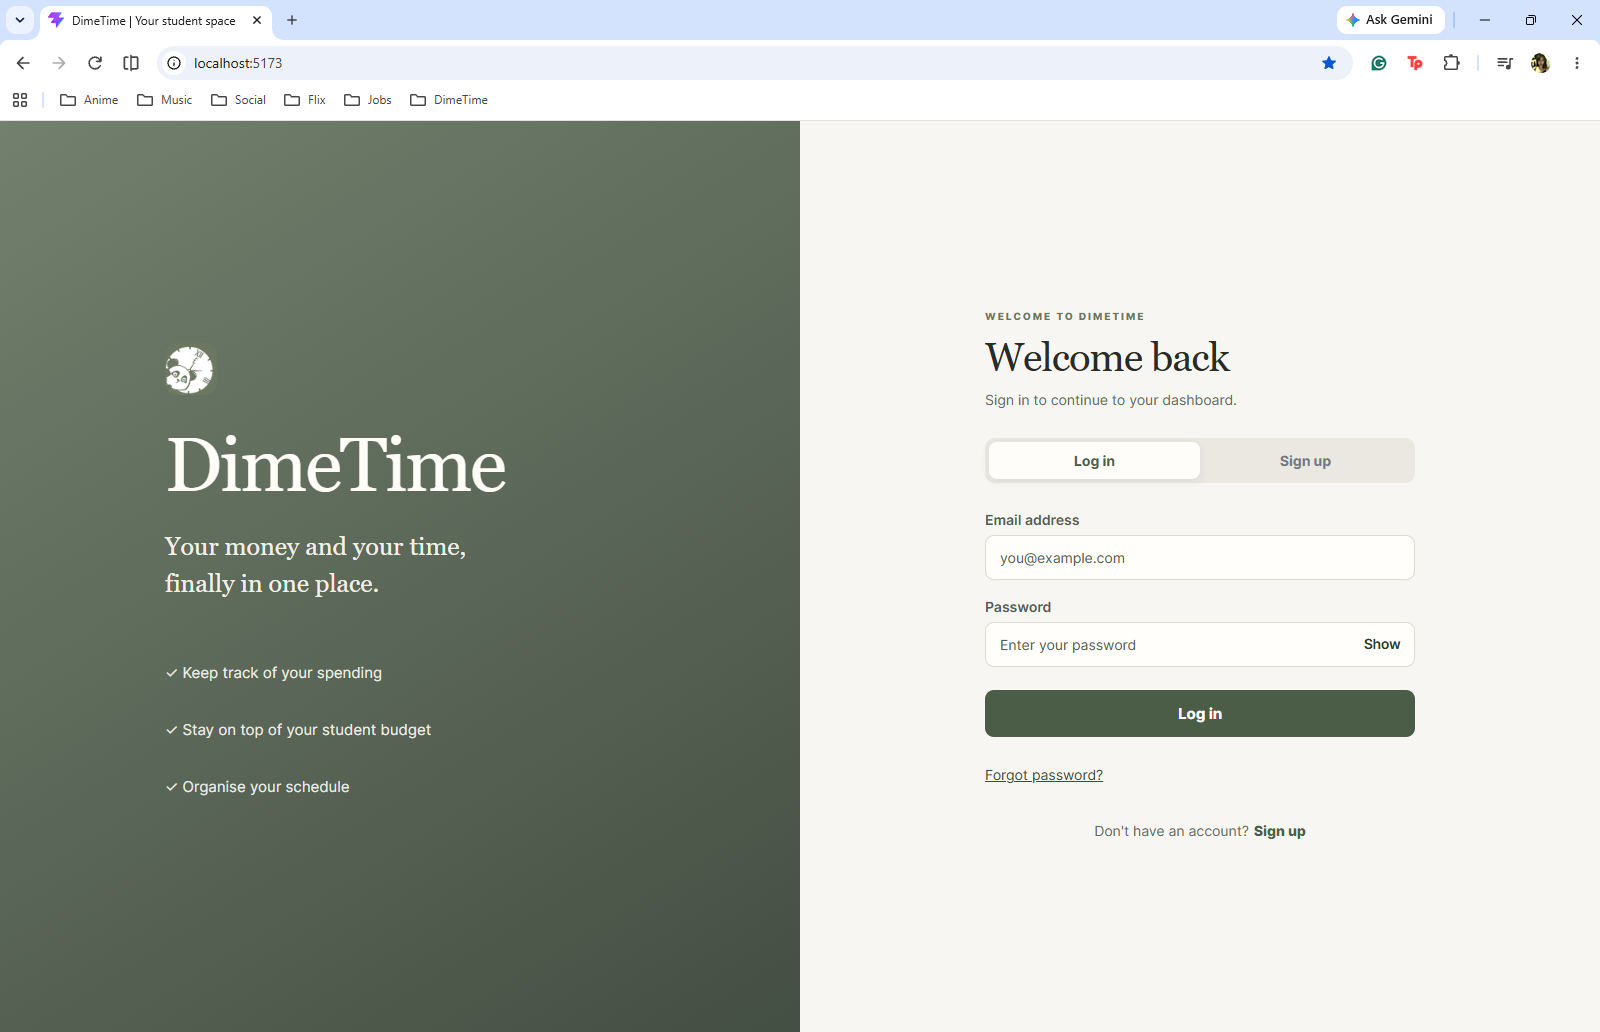 DimeTime | Your student space
Ask Gemini
localhost:5173
Anime
Music
Social
Flix
Jobs
DimeTime
DimeTime
Your money and your time,
finally in one place.
✓ Keep track of your spending
✓ Stay on top of your student budget
✓ Organise your schedule
WELCOME TO DIMETIME
Welcome back
Sign in to continue to your dashboard.
Log in
Sign up
Email address
you@example.com
Password
Enter your password
Show
Log in
Forgot password?
Don't have an account? Sign up